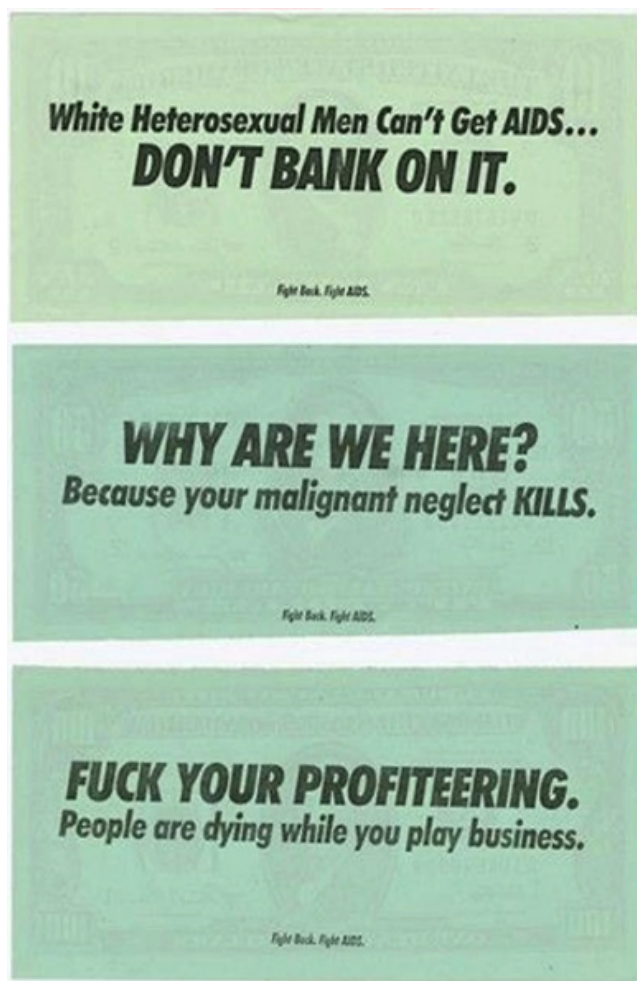 White Heterosexual Men Can't Get AIDS...
DON'T BANK ON IT.
Fight Back. Fight AIDS.
WHY ARE WE HERE?
Because your malignant neglect KILLS.
Fight Back. Fight AIDS.
FUCK YOUR PROFITEERING.
People are dying while you play business.
Fight Back. Fight AIDS.